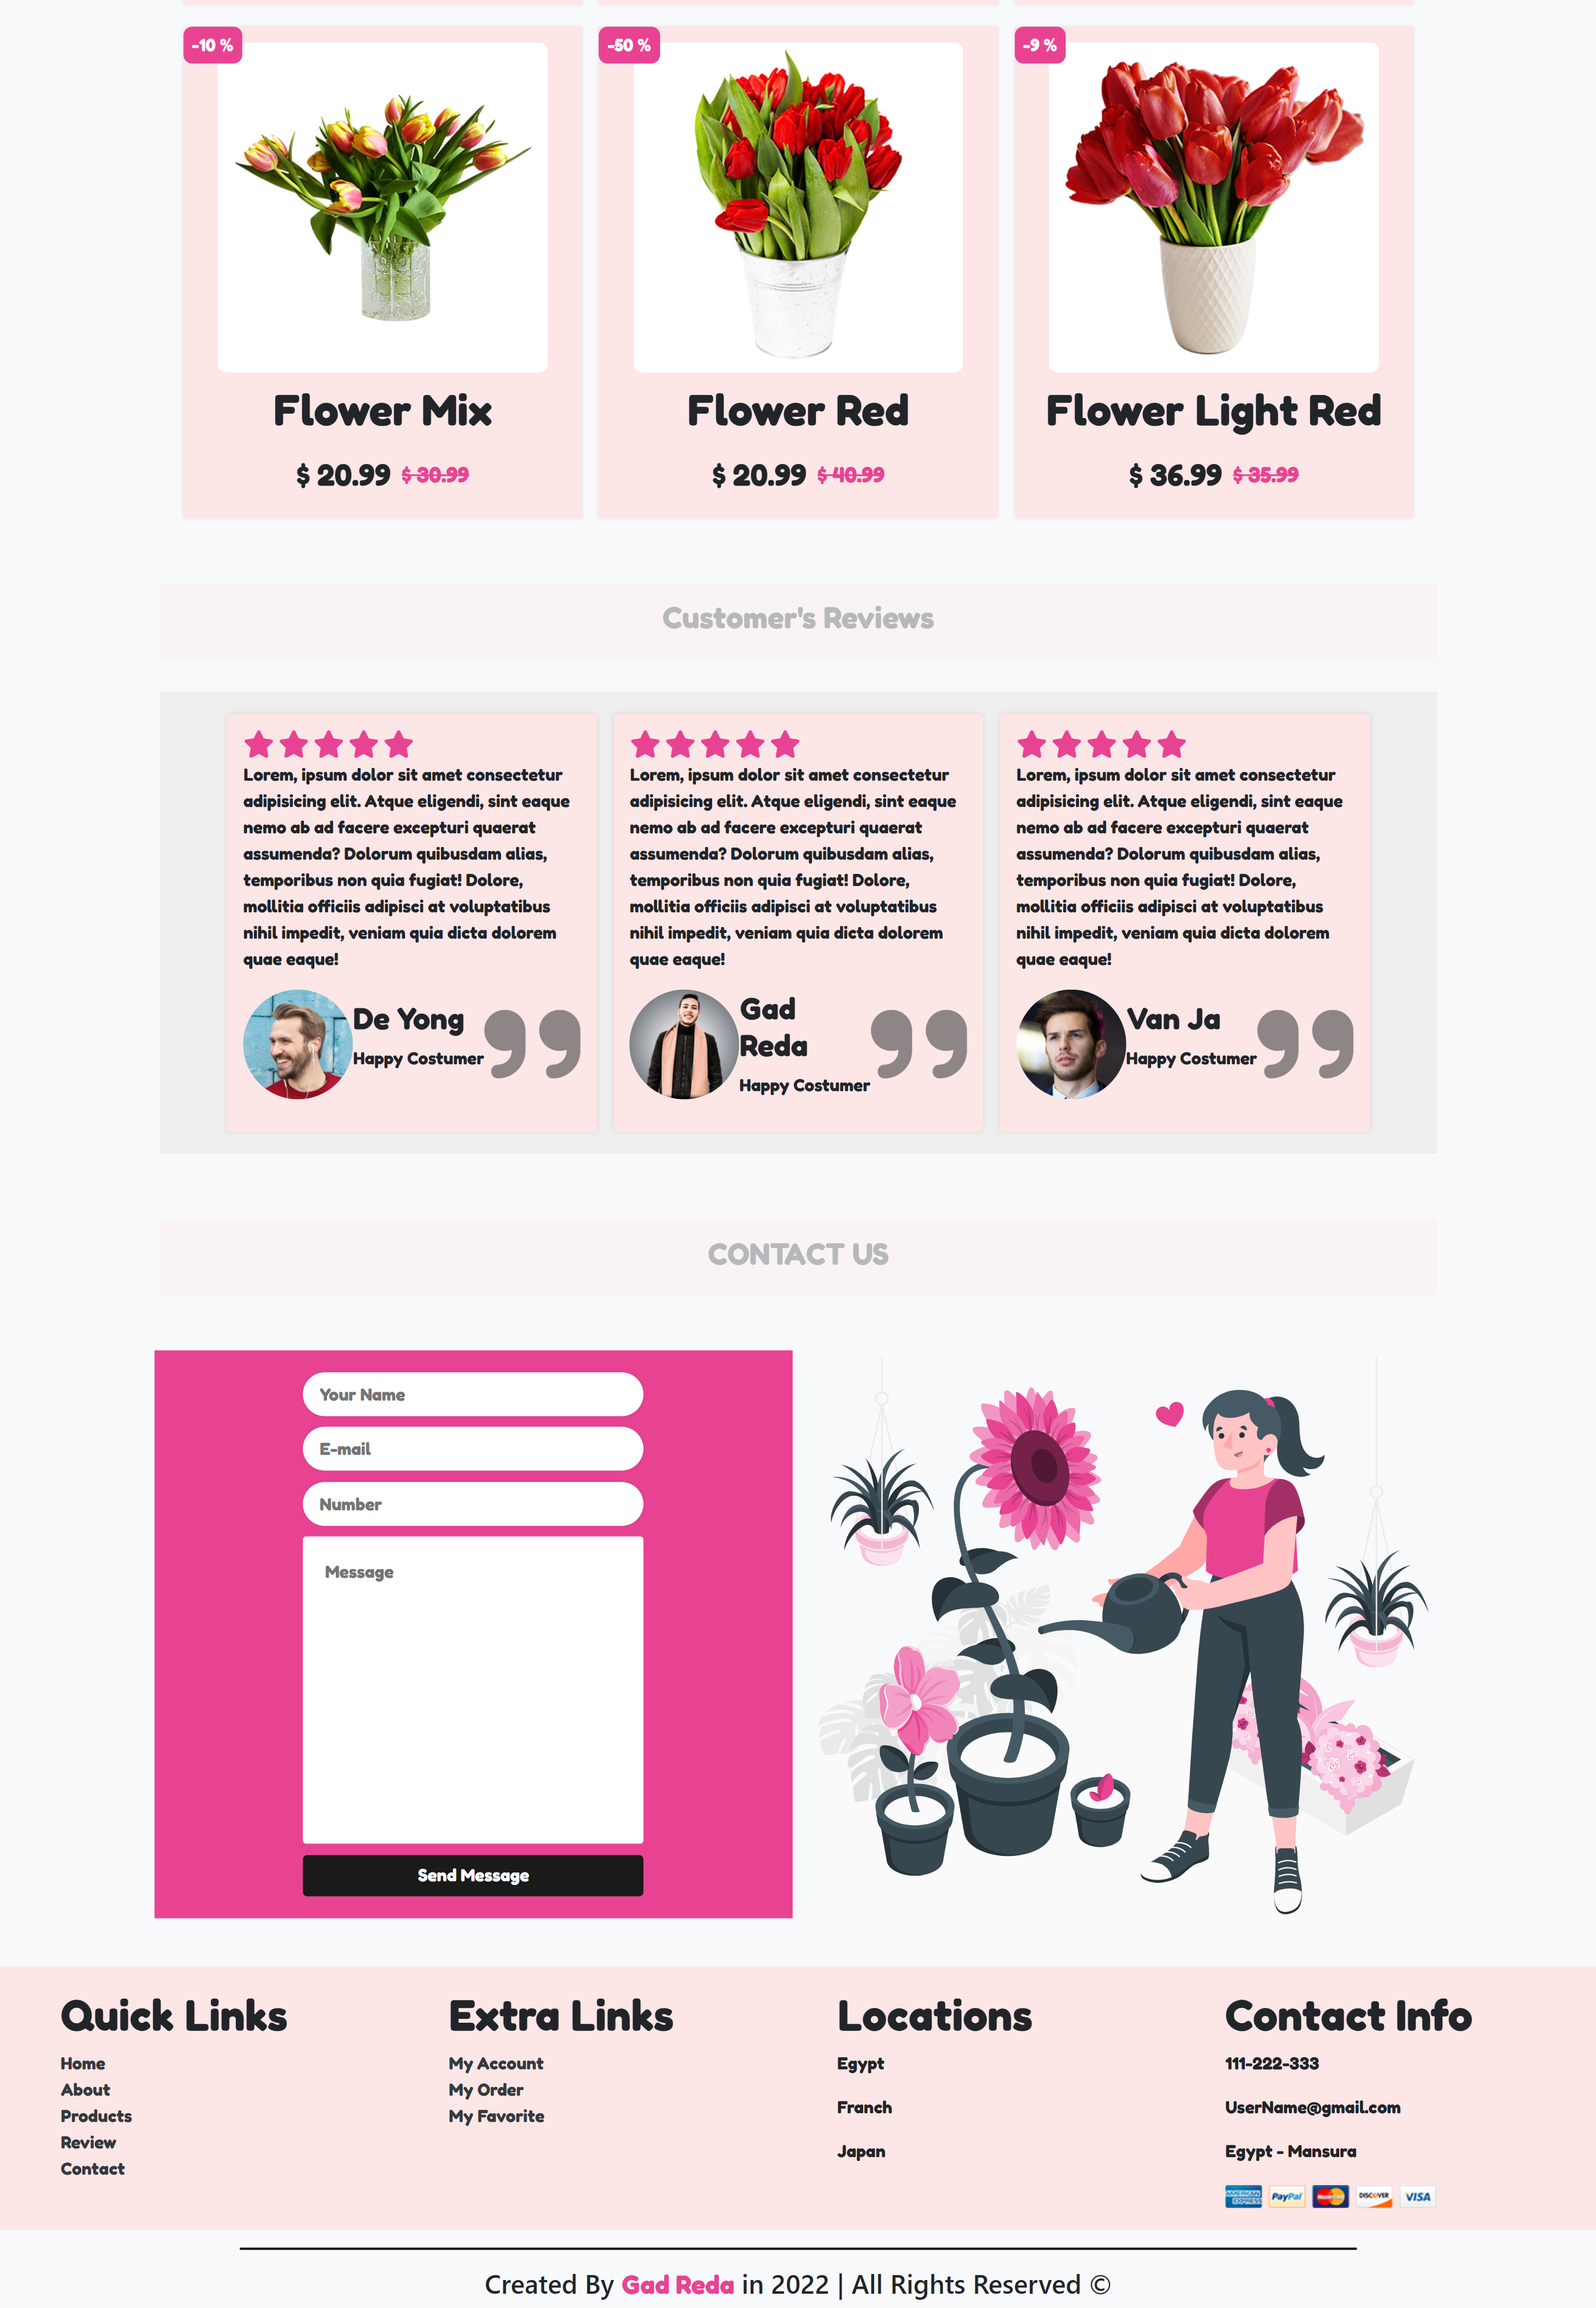 -10 %
-50 %
-9 %
Flower Mix
Flower Red
Flower Light Red
$ 20.99 $ 30.99
$ 20.99 $ 40.99
$ 36.99 $ 35.99
Customer's Reviews
Lorem, ipsum dolor sit amet consectetur
adipisicing elit. Atque eligendi, sint eaque
nemo ab ad facere excepturi quaerat
assumenda? Dolorum quibusdam alias,
temporibus non quia fugiat! Dolore,
mollitia officiis adipisci at voluptatibus
nihil impedit, veniam quia dicta dolorem
quae eaque!
De Yong
Happy Costumer
Lorem, ipsum dolor sit amet consectetur
adipisicing elit. Atque eligendi, sint eaque
nemo ab ad facere excepturi quaerat
assumenda? Dolorum quibusdam alias,
temporibus non quia fugiat! Dolore,
mollitia officiis adipisci at voluptatibus
nihil impedit, veniam quia dicta dolorem
quae eaque!
Gad
Reda
Happy Costumer
Lorem, ipsum dolor sit amet consectetur
adipisicing elit. Atque eligendi, sint eaque
nemo ab ad facere excepturi quaerat
assumenda? Dolorum quibusdam alias,
temporibus non quia fugiat! Dolore,
mollitia officiis adipisci at voluptatibus
nihil impedit, veniam quia dicta dolorem
quae eaque!
Van Ja
Happy Costumer
CONTACT US
Your Name
E-mail
Number
Message
Send Message
Quick Links
Home
About
Products
Review
Contact
Extra Links
My Account
My Order
My Favorite
Locations
Egypt
Franch
Japan
Contact Info
111-222-333
UserName@gmail.com
Egypt - Mansura
AMERICAN EXPRESS
PayPal
MasterCard
DISCOVER
VISA
Created By Gad Reda in 2022 | All Rights Reserved ©